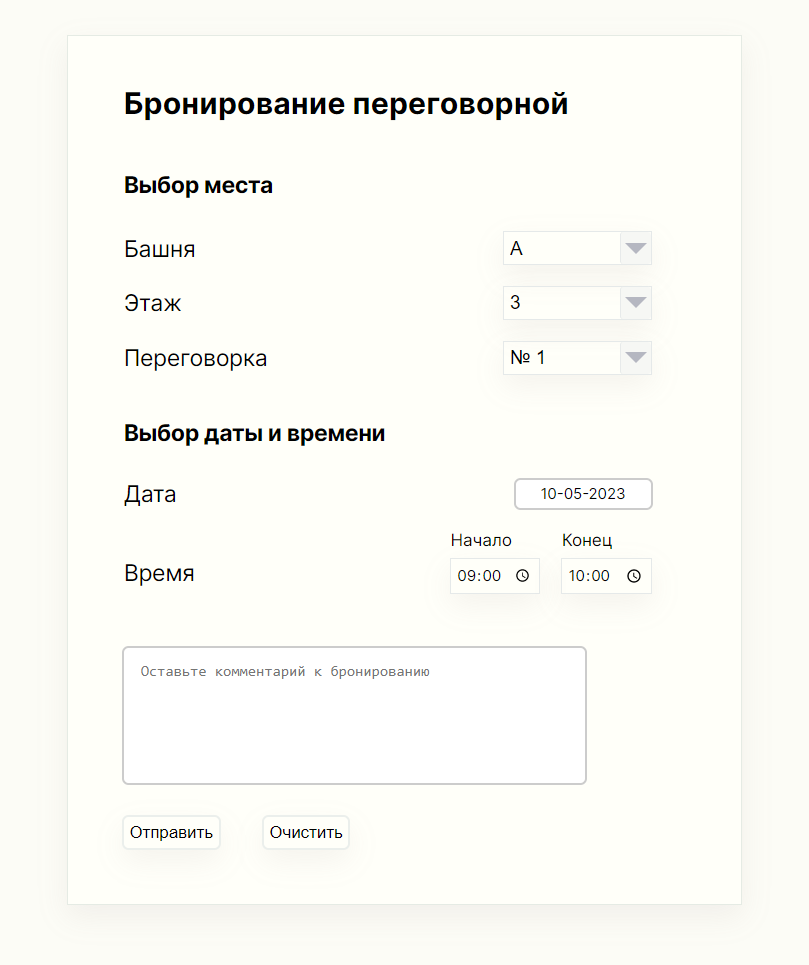 Бронирование переговорной
Выбор места
Башня A
Этаж 3
Переговорка № 1
Выбор даты и времени
Дата 10-05-2023
Начало Конец
Время 09:00 10:00
Оставьте комментарий к бронированию
Отправить Очистить